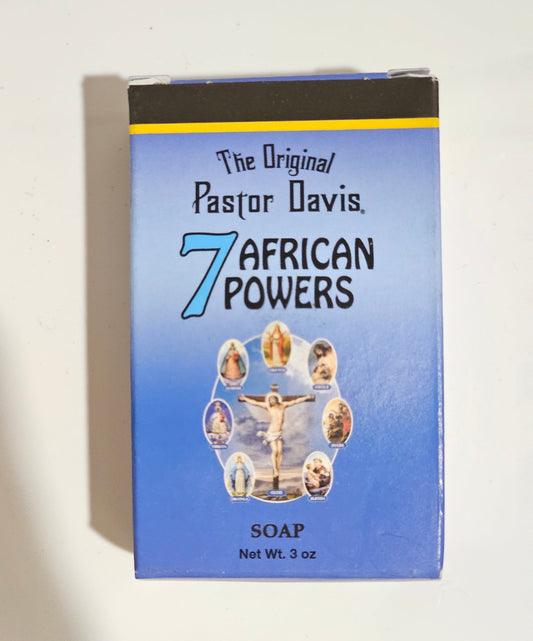 The Original
Pastor Davis®
7 AFRICAN
POWERS
SOAP
Net Wt. 3 oz